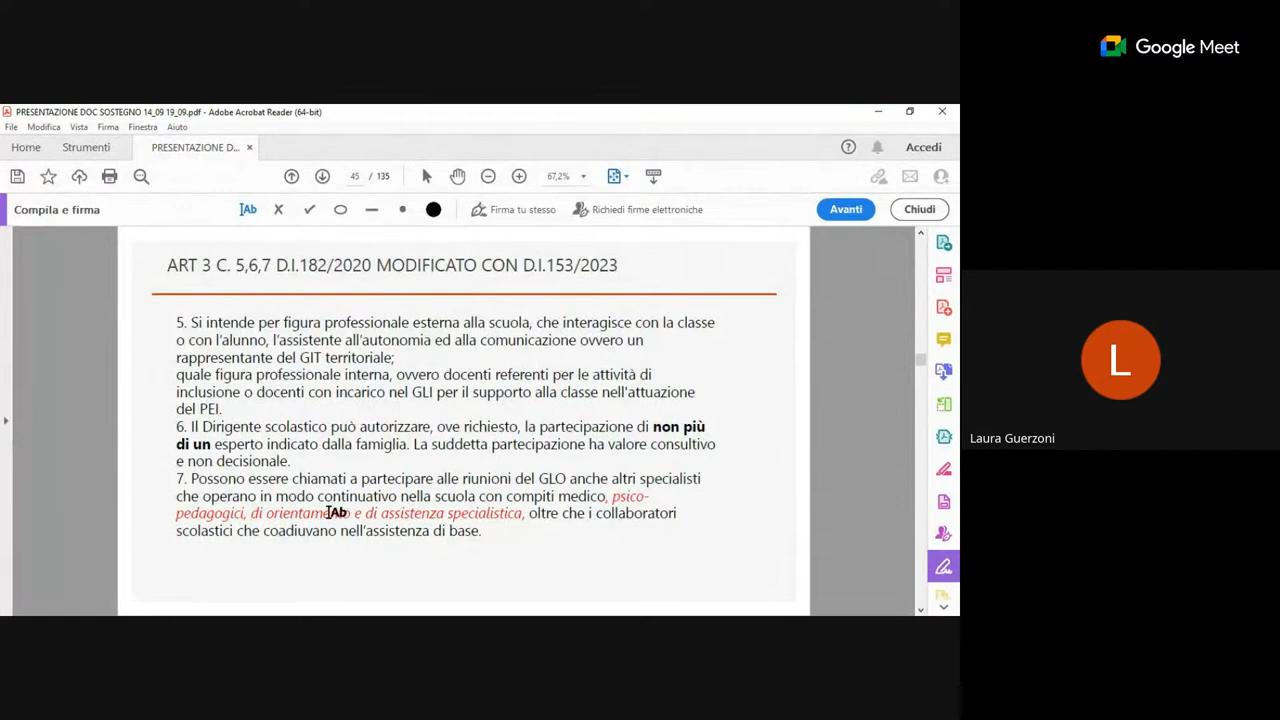 Google Meet
PRESENTAZIONE DOC SOSTEGNO 14_09 19_09.pdf - Adobe Acrobat Reader (64-bit)
File Modifica Vista Firma Finestra Aiuto
Home Strumenti PRESENTAZIONE D... × Accedi
45 / 135 67,2%
Compila e firma Ab Firma tu stesso Richiedi firme elettroniche Avanti Chiudi
ART 3 C. 5,6,7 D.I.182/2020 MODIFICATO CON D.I.153/2023
5. Si intende per figura professionale esterna alla scuola, che interagisce con la classe
o con l'alunno, l'assistente all'autonomia ed alla comunicazione ovvero un
rappresentante del GIT territoriale;
quale figura professionale interna, ovvero docenti referenti per le attività di
inclusione o docenti con incarico nel GLI per il supporto alla classe nell'attuazione
del PEI.
6. Il Dirigente scolastico può autorizzare, ove richiesto, la partecipazione di non più
di un esperto indicato dalla famiglia. La suddetta partecipazione ha valore consultivo
e non decisionale.
7. Possono essere chiamati a partecipare alle riunioni del GLO anche altri specialisti
che operano in modo continuativo nella scuola con compiti medico, psico-
pedagogici, di orientamento e di assistenza specialistica, oltre che i collaboratori
scolastici che coadiuvano nell'assistenza di base.
Ab
L
Laura Guerzoni